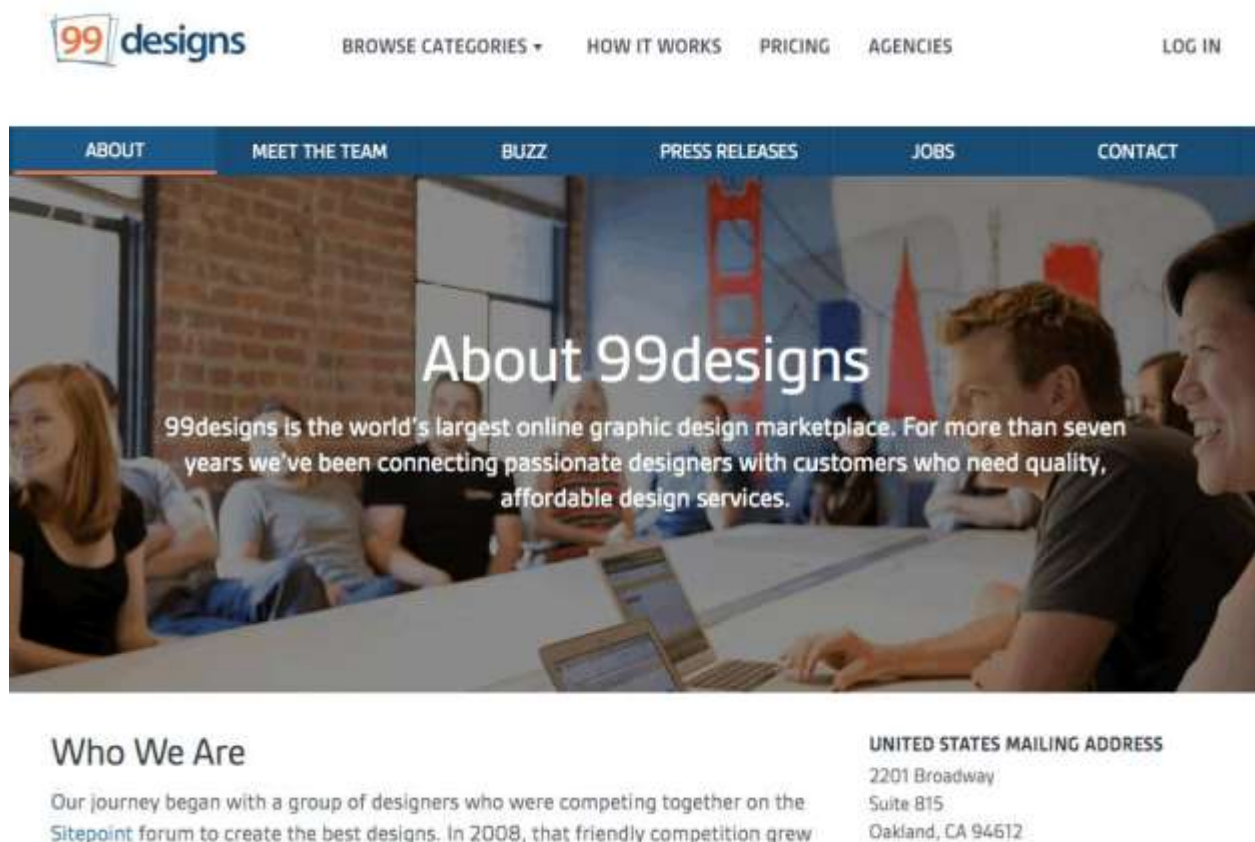 99designs
BROWSE CATEGORIES ▾ HOW IT WORKS PRICING AGENCIES LOG IN
ABOUT MEET THE TEAM BUZZ PRESS RELEASES JOBS CONTACT
About 99designs
99designs is the world's largest online graphic design marketplace. For more than seven
years we've been connecting passionate designers with customers who need quality,
affordable design services.
Who We Are
Our journey began with a group of designers who were competing together on the
Sitepoint forum to create the best designs. In 2008, that friendly competition grew
UNITED STATES MAILING ADDRESS
2201 Broadway
Suite 815
Oakland, CA 94612